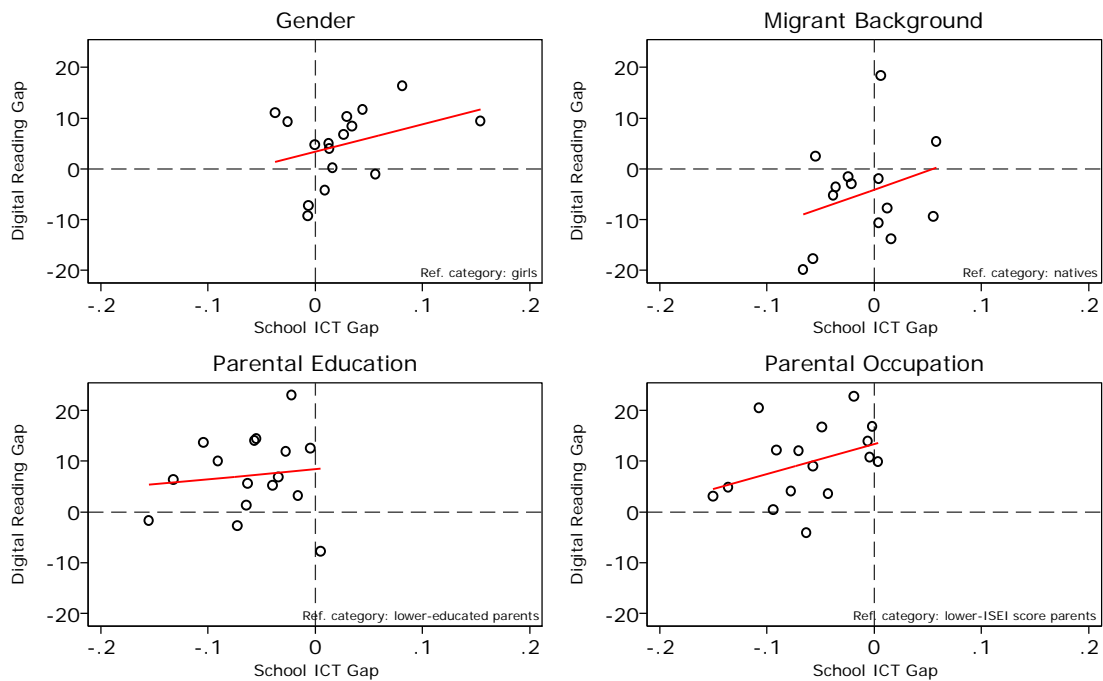 Gender
Digital Reading Gap
20
10
0
-10
-20
Ref. category: girls
-.2 -.1 0 .1 .2
School ICT Gap
Migrant Background
Digital Reading Gap
20
10
0
-10
-20
Ref. category: natives
-.2 -.1 0 .1 .2
School ICT Gap
Parental Education
Digital Reading Gap
20
10
0
-10
-20
Ref. category: lower-educated parents
-.2 -.1 0 .1 .2
School ICT Gap
Parental Occupation
Digital Reading Gap
20
10
0
-10
-20
Ref. category: lower-ISEI score parents
-.2 -.1 0 .1 .2
School ICT Gap